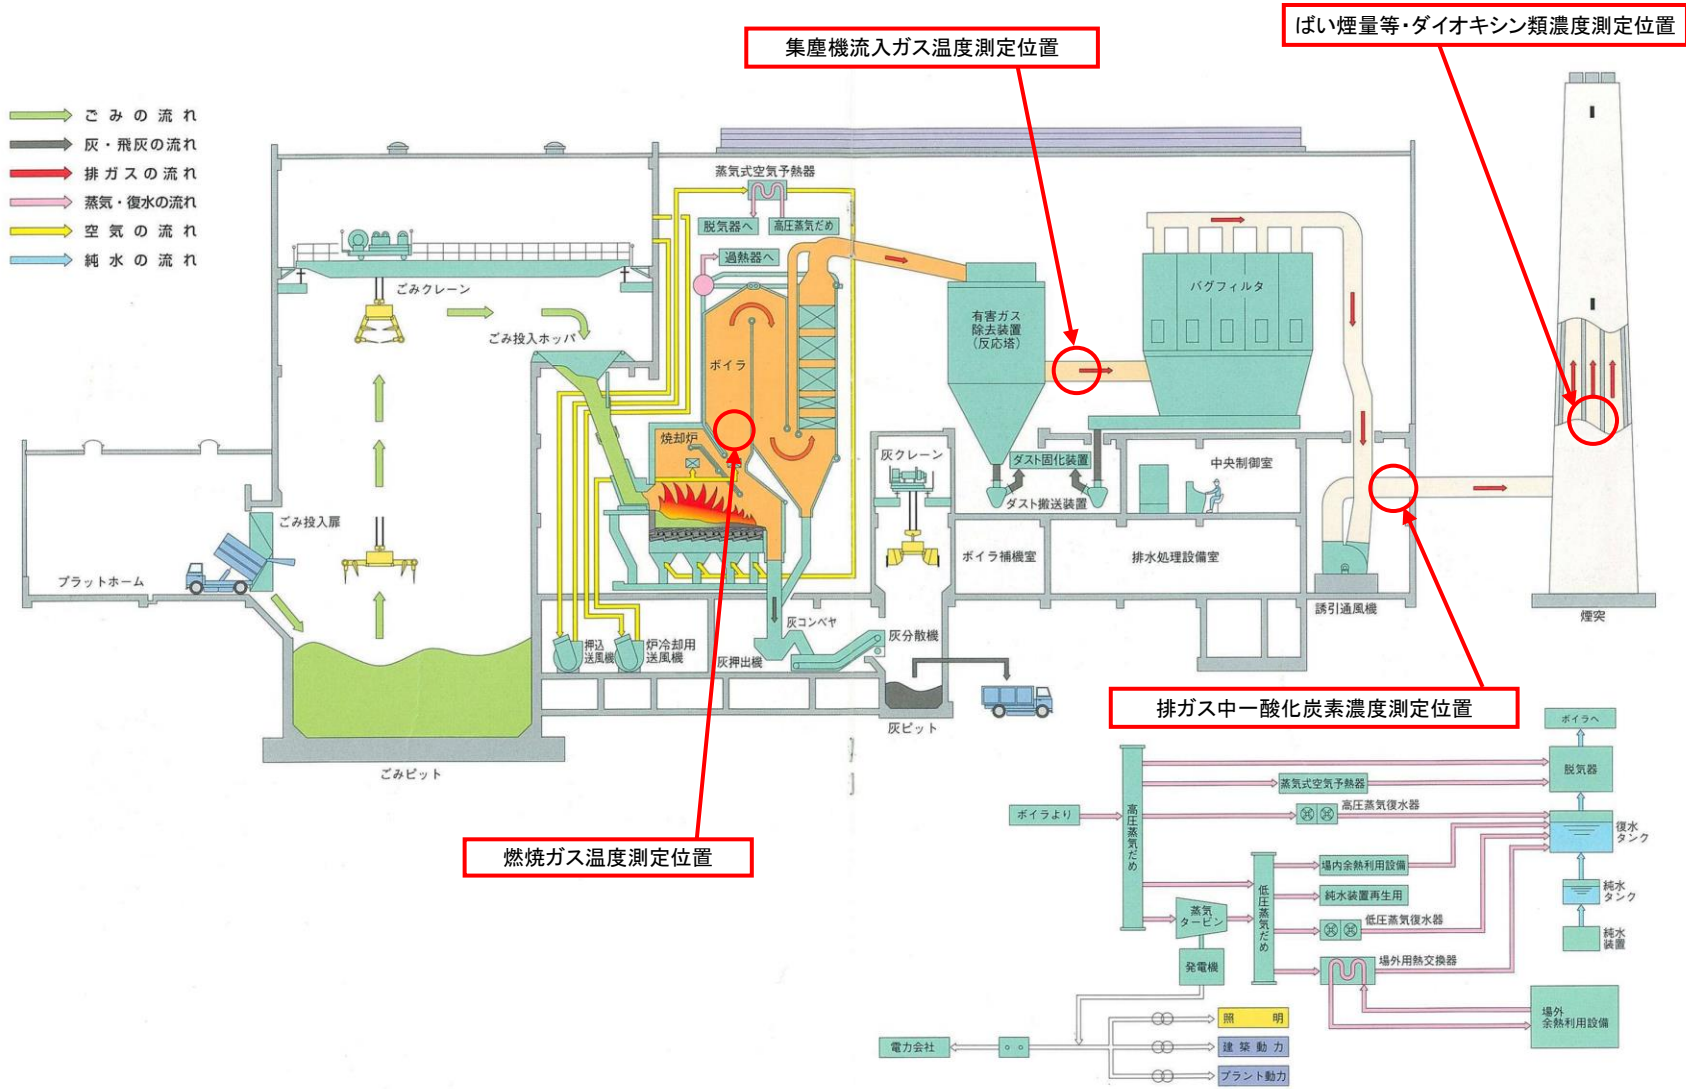 集塵機流入ガス温度測定位置
ばい煙量等・ダイオキシン類濃度測定位置
ごみの流れ
灰・飛灰の流れ
排ガスの流れ
蒸気・復水の流れ
空気の流れ
純水の流れ
蒸気式空気予熱器
脱気器へ
高圧蒸気だめ
過熱器へ
ごみクレーン
ごみ投入ホッパ
ボイラ
有害ガス
除去装置
(反応塔)
バグフィルタ
焼却炉
灰クレーン
ダスト固化装置
中央制御室
ダスト搬送装置
ごみ投入扉
プラットホーム
ボイラ補機室
排水処理設備室
誘引通風機
煙突
押込
送風機
炉冷却用
送風機
灰コンベヤ
灰押出機
灰分散機
灰ピット
ごみピット
排ガス中一酸化炭素濃度測定位置
燃焼ガス温度測定位置
ボイラへ
脱気器
蒸気式空気予熱器
ボイラより
高圧蒸気だめ
高圧蒸気復水器
復水
タンク
場内余熱利用設備
低圧蒸気だめ
純水装置再生用
純水
タンク
蒸気
タービン
低圧蒸気復水器
純水
装置
発電機
場外用熱交換器
場外
余熱利用設備
照明
電力会社
建築動力
プラント動力